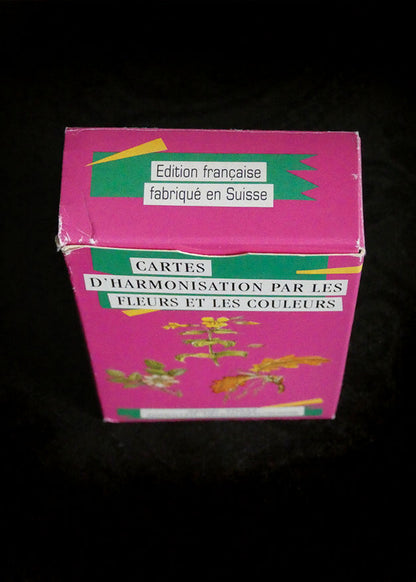 Edition française
fabriqué en Suisse
CARTES
D'HARMONISATION PAR LES
FLEURS ET LES COULEURS